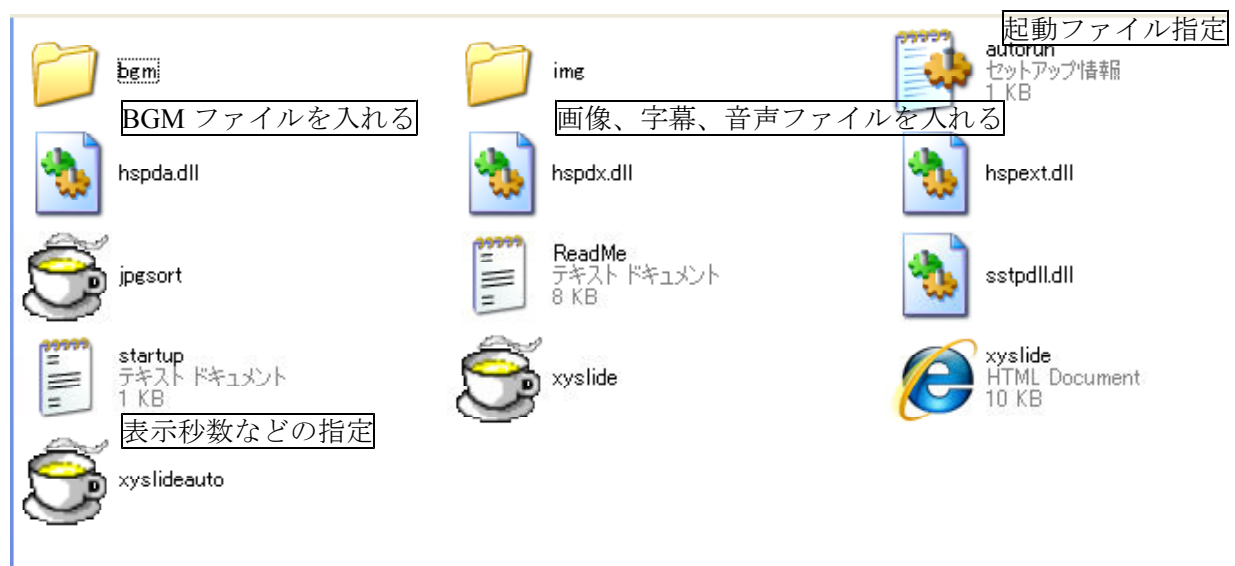 起動ファイル指定
bgm
img
autorun
セットアップ情報
1 KB
BGM ファイルを入れる
画像、字幕、音声ファイルを入れる
hspda.dll
hspdx.dll
hspext.dll
jpgsort
ReadMe
テキスト ドキュメント
8 KB
sstpdll.dll
startup
テキスト ドキュメント
1 KB
xyslide
xyslide
HTML Document
10 KB
表示秒数などの指定
xyslideauto